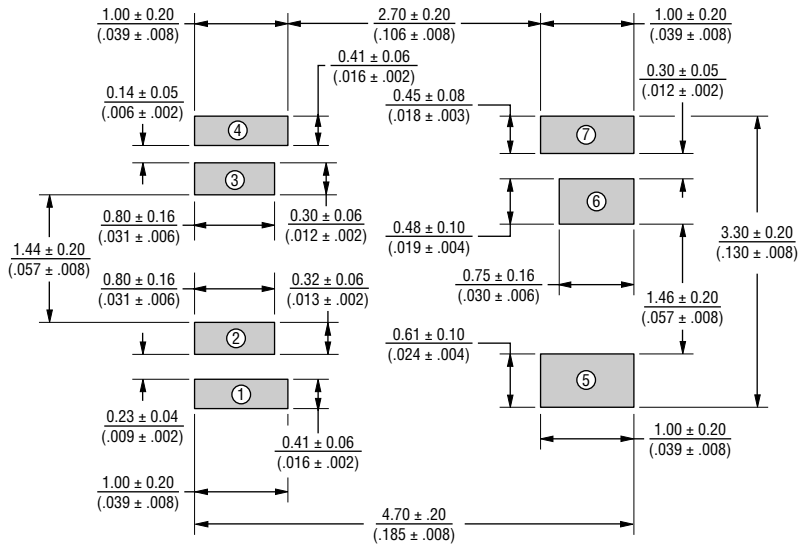 1.00 ± 0.20
(.039 ± .008)
2.70 ± 0.20
(.106 ± .008)
1.00 ± 0.20
(.039 ± .008)
0.41 ± 0.06
(.016 ± .002)
0.30 ± 0.05
(.012 ± .002)
0.14 ± 0.05
(.006 ± .002)
0.45 ± 0.08
(.018 ± .003)
4
7
3
6
0.80 ± 0.16
(.031 ± .006)
0.30 ± 0.06
(.012 ± .002)
0.48 ± 0.10
(.019 ± .004)
3.30 ± 0.20
(.130 ± .008)
1.44 ± 0.20
(.057 ± .008)
0.80 ± 0.16
(.031 ± .006)
0.32 ± 0.06
(.013 ± .002)
0.75 ± 0.16
(.030 ± .006)
1.46 ± 0.20
(.057 ± .008)
2
0.61 ± 0.10
(.024 ± .004)
5
1
0.23 ± 0.04
(.009 ± .002)
0.41 ± 0.06
(.016 ± .002)
1.00 ± 0.20
(.039 ± .008)
1.00 ± 0.20
(.039 ± .008)
4.70 ± .20
(.185 ± .008)